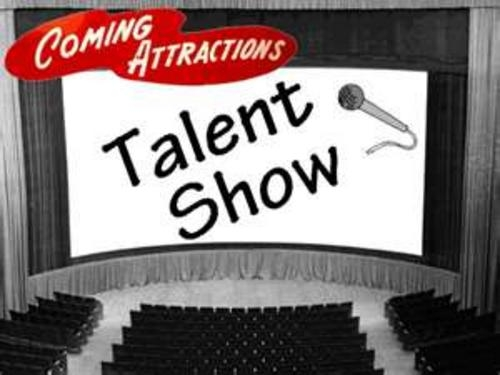 COMING
ATTRACTIONS
Talent
Show